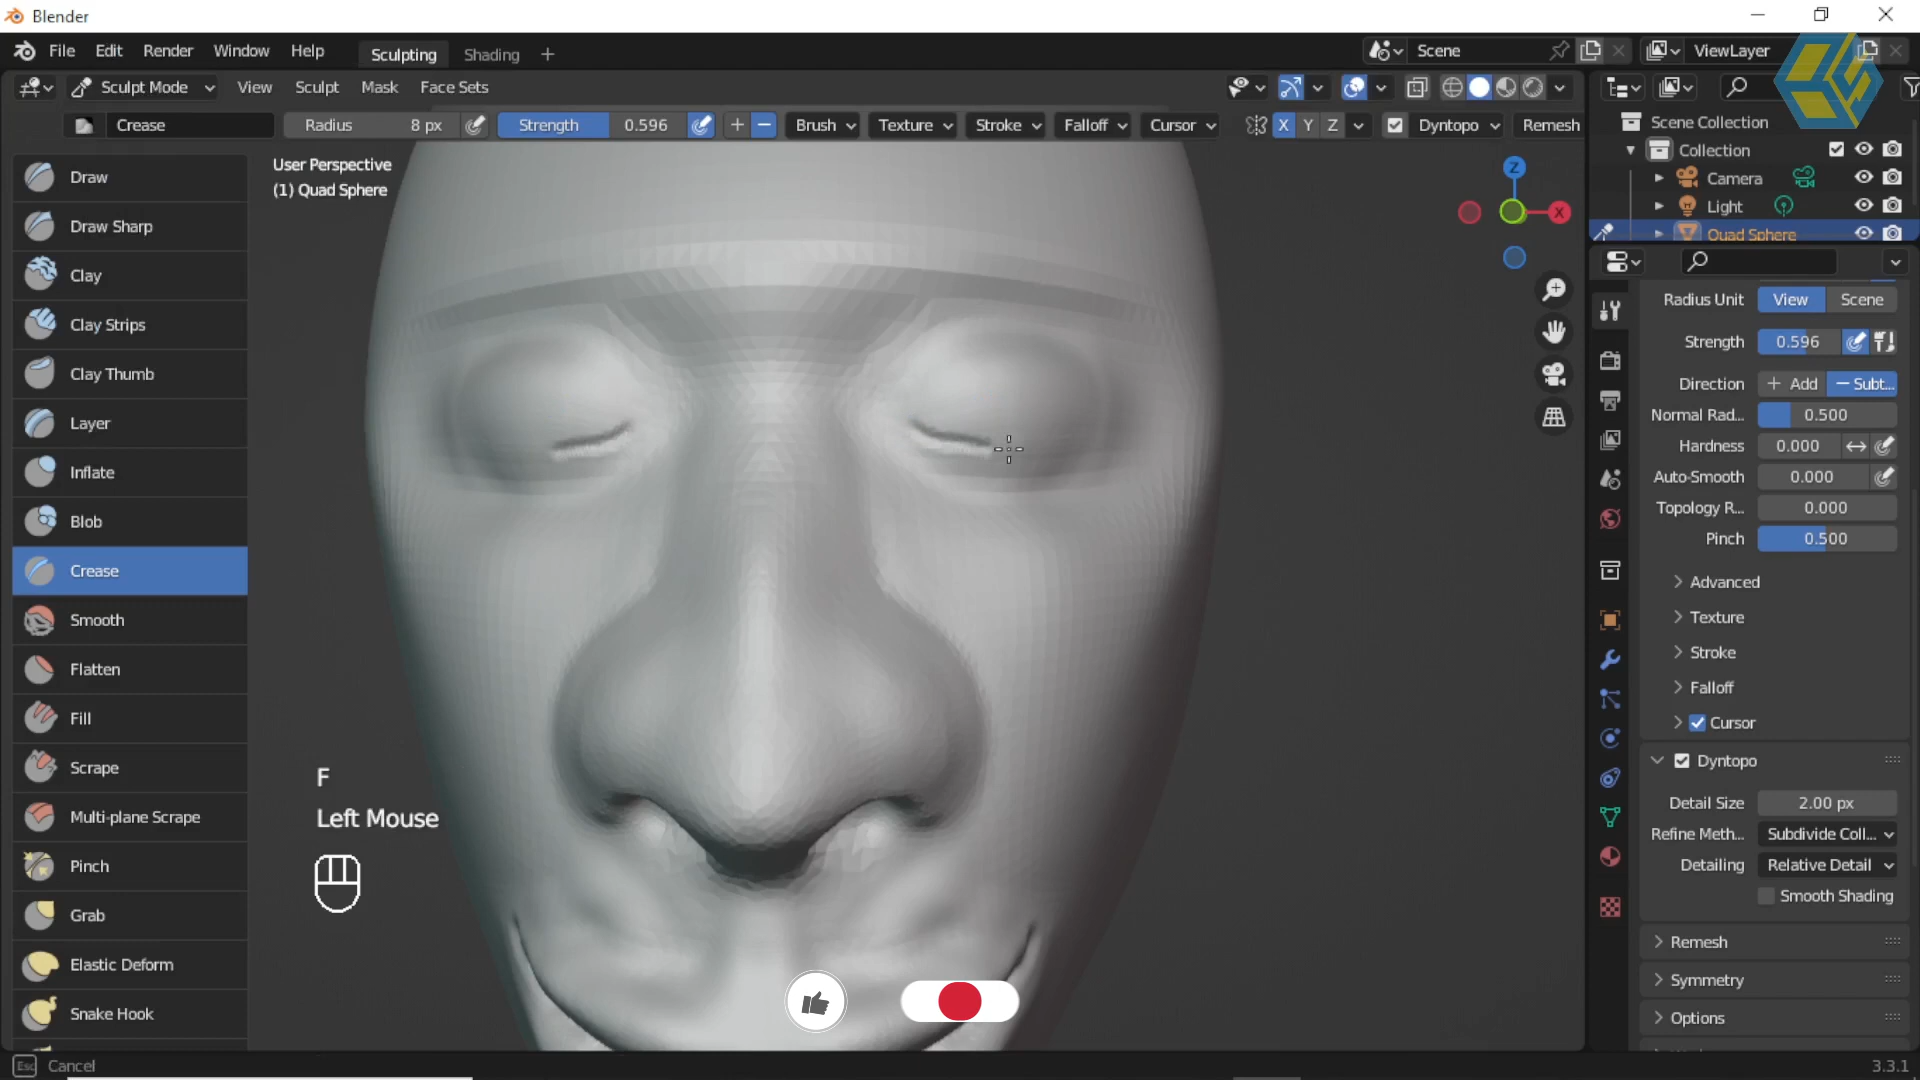 Blender
File Edit Render Window Help Sculpting Shading + Scene ViewLayer
Sculpt Mode View Sculpt Mask Face Sets
Crease Radius 8 px Strength 0.596 Brush Texture Stroke Falloff Cursor X Y Z Dyntopo Remesh
User Perspective
(1) Quad Sphere
Draw
Draw Sharp
Clay
Clay Strips
Clay Thumb
Layer
Inflate
Blob
Crease
Smooth
Flatten
Fill
Scrape
Multi-plane Scrape
Pinch
Grab
Elastic Deform
Snake Hook
F
Left Mouse
Z
X
Scene Collection
Collection
Camera
Light
Quad Sphere
Radius Unit View Scene
Strength 0.596
Direction + Add − Subt...
Normal Rad... 0.500
Hardness 0.000
Auto-Smooth 0.000
Topology R... 0.000
Pinch 0.500
Advanced
Texture
Stroke
Falloff
Cursor
Dyntopo
Detail Size 2.00 px
Refine Meth... Subdivide Coll...
Detailing Relative Detail
Smooth Shading
Remesh
Symmetry
Options
Esc Cancel
3.3.1